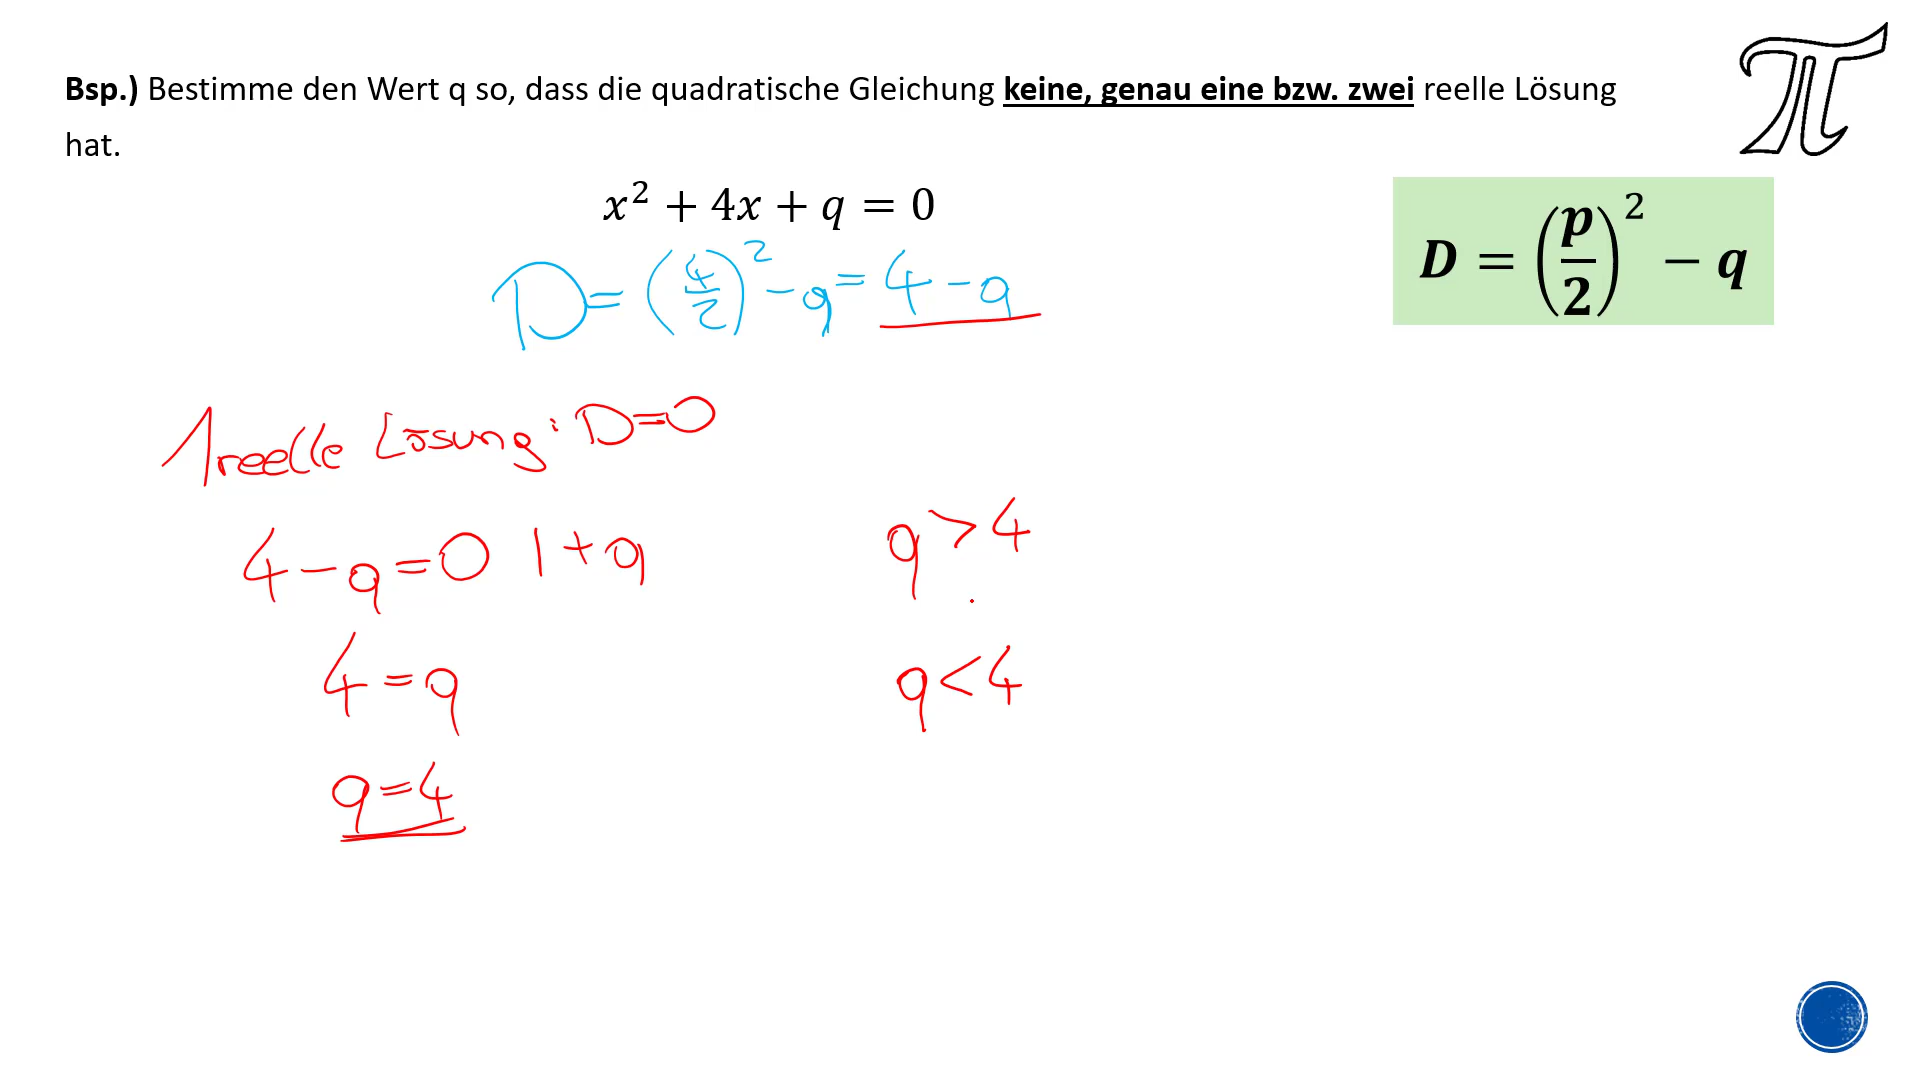 Bsp.) Bestimme den Wert q so, dass die quadratische Gleichung keine, genau eine bzw. zwei reelle Lösung
hat.
x² + 4x + q = 0
D = (p/2)² − q
D = (4/2)² − q = 4 − q
1 reelle Lösung: D=0
4 − q = 0 | + q
4 = q
q = 4
q > 4
q < 4